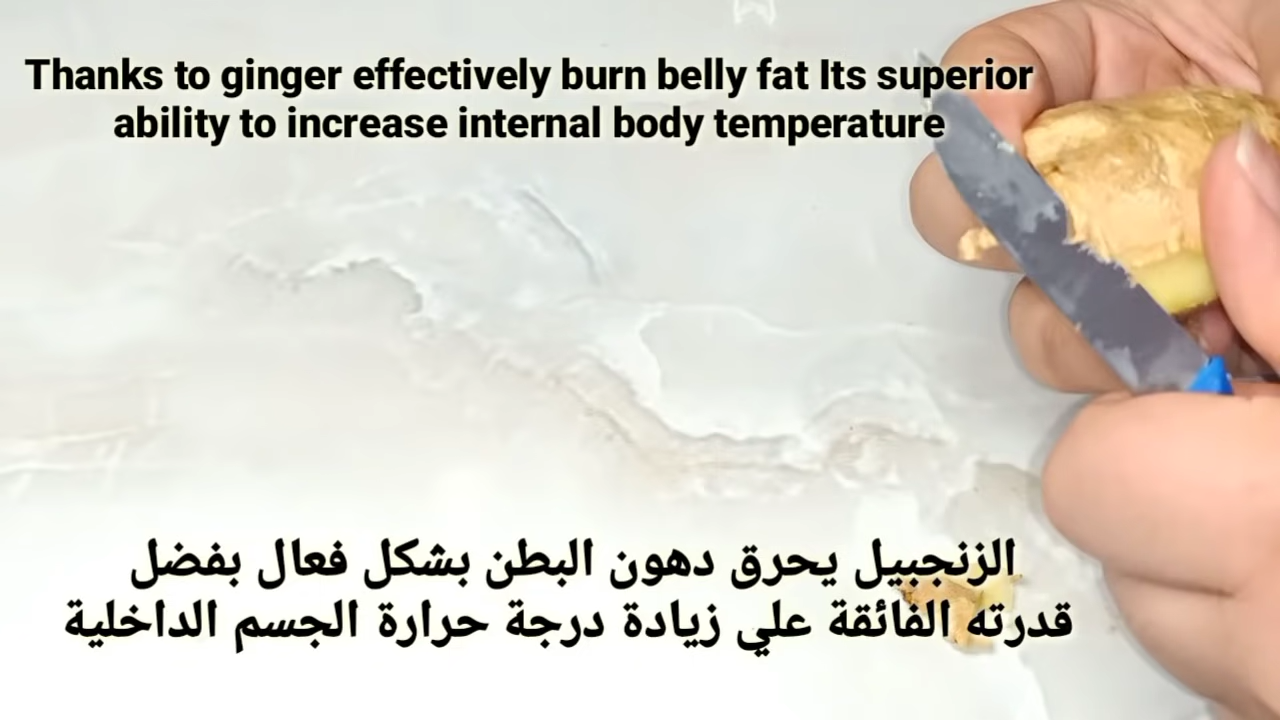 Thanks to ginger effectively burn belly fat Its superior
ability to increase internal body temperature
الزنجبيل يحرق دهون البطن بشكل فعال بفضل
قدرته الفائقة علي زيادة درجة حرارة الجسم الداخلية